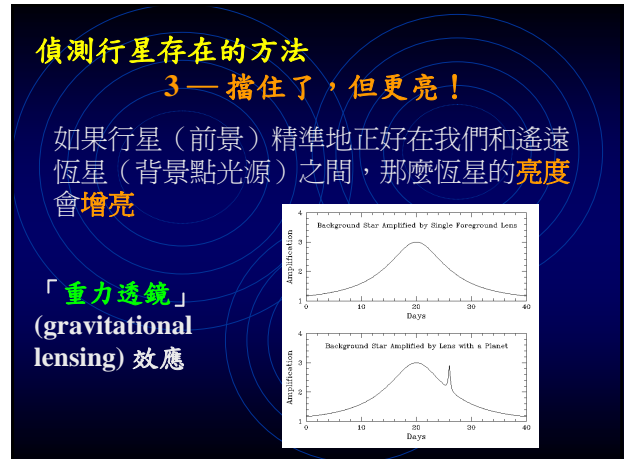 偵測行星存在的方法
3 — 擋住了，但更亮！
如果行星（前景）精準地正好在我們和遙遠
恆星（背景點光源）之間，那麼恆星的亮度
會增亮
「重力透鏡」
(gravitational
lensing) 效應
Background Star Amplified by Single Foreground Lens
Amplification
4
3
2
1
0 10 20 30 40
Days
Background Star Amplified by Lens with a Planet
Amplification
4
3
2
1
0 10 20 30 40
Days